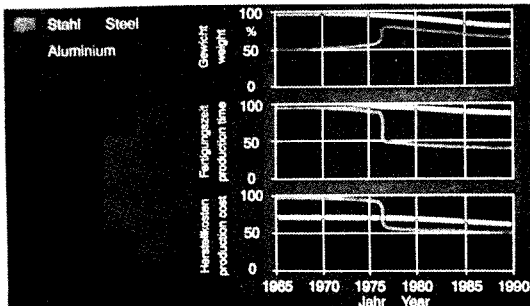 Stahl Steel
Aluminium
Gewicht
weight
100
%
50
0
Fertigungszeit
production time
100
50
0
Herstellkosten
production cost
100
50
0
1965 1970 1975 1980 1985 1990
Jahr Year